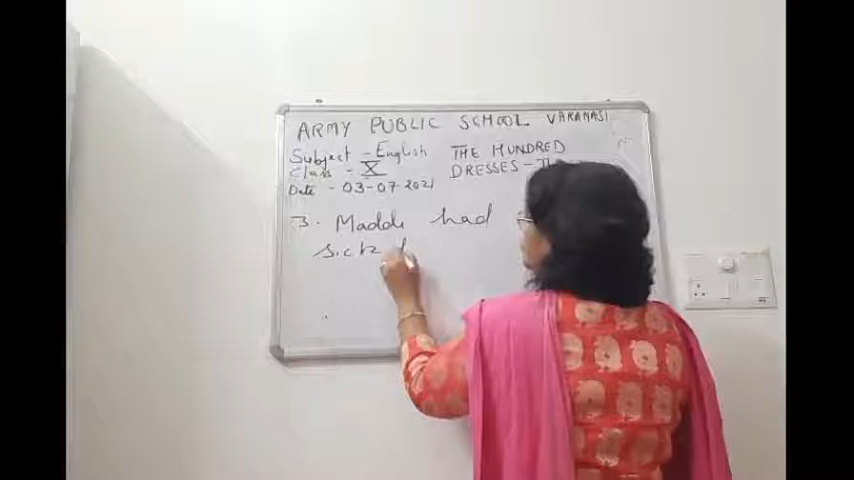 ARMY PUBLIC SCHOOL VARANASI
Subject - English
Class - X
Date - 03-07-2021
THE HUNDRED
DRESSES -
3. Maddi had
sick